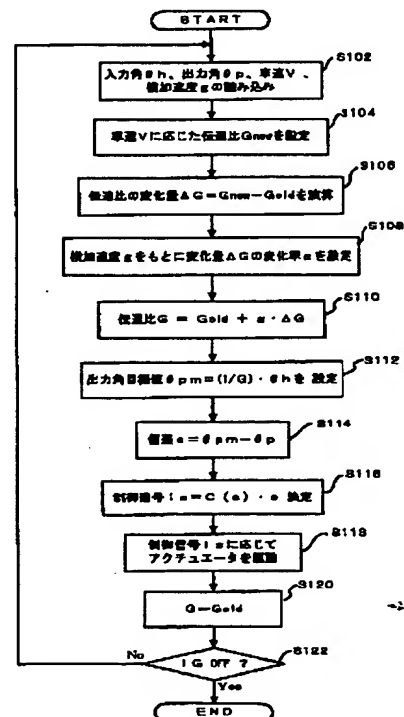 START
S102
入力角θh、出力角θp、車速V、
横加速度gの読み込み
S104
車速Vに応じた伝達比Gnewを設定
S106
伝達比の変化量ΔG=Gnew-Goldを演算
S108
横加速度gをもとに変化量ΔGの変化率αを設定
S110
伝達比G = Gold + α・ΔG
S112
出力角目標値θpm=(1/G)・θhを 設定
S114
偏差e=θpm-θp
S116
制御信号Is=C(s)・e 決定
S118
制御信号Isに応じて
アクチュエータを駆動
S120
G=Gold
No
IG OFF ?
S122
Yes
END